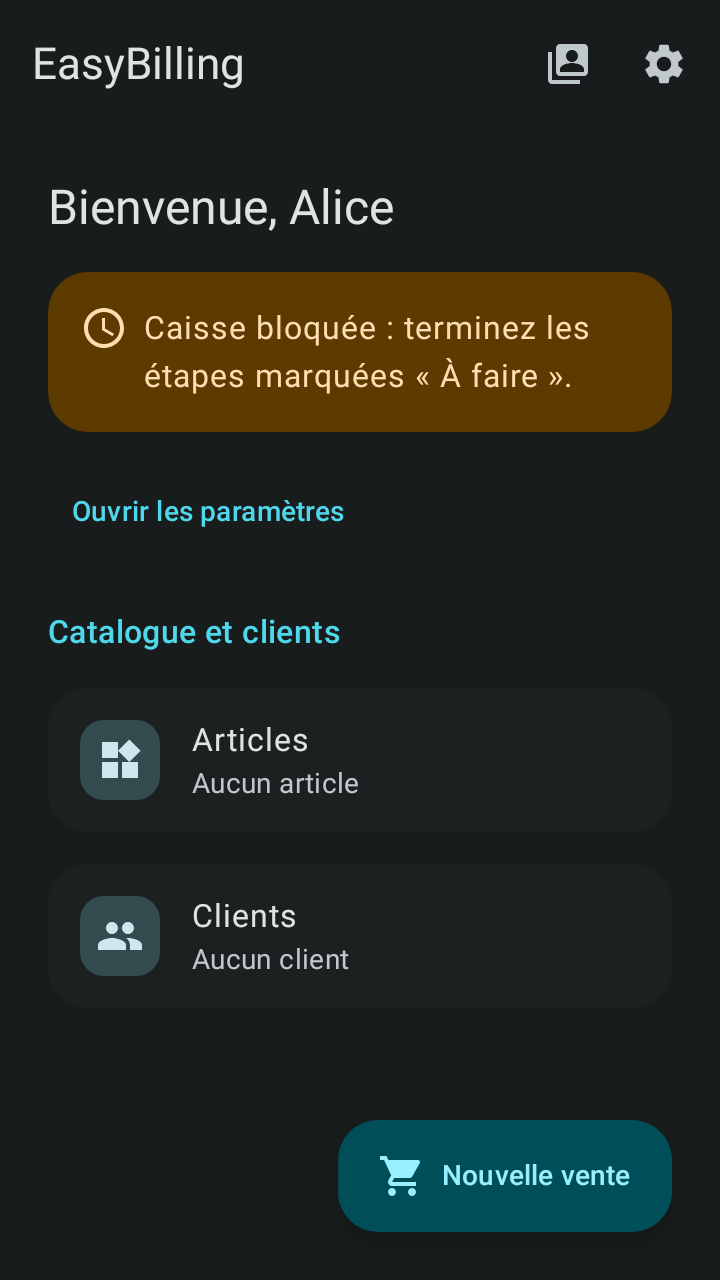 EasyBilling
Bienvenue, Alice
Caisse bloquée : terminez les
étapes marquées « À faire ».
Ouvrir les paramètres
Catalogue et clients
Articles
Aucun article
Clients
Aucun client
Nouvelle vente